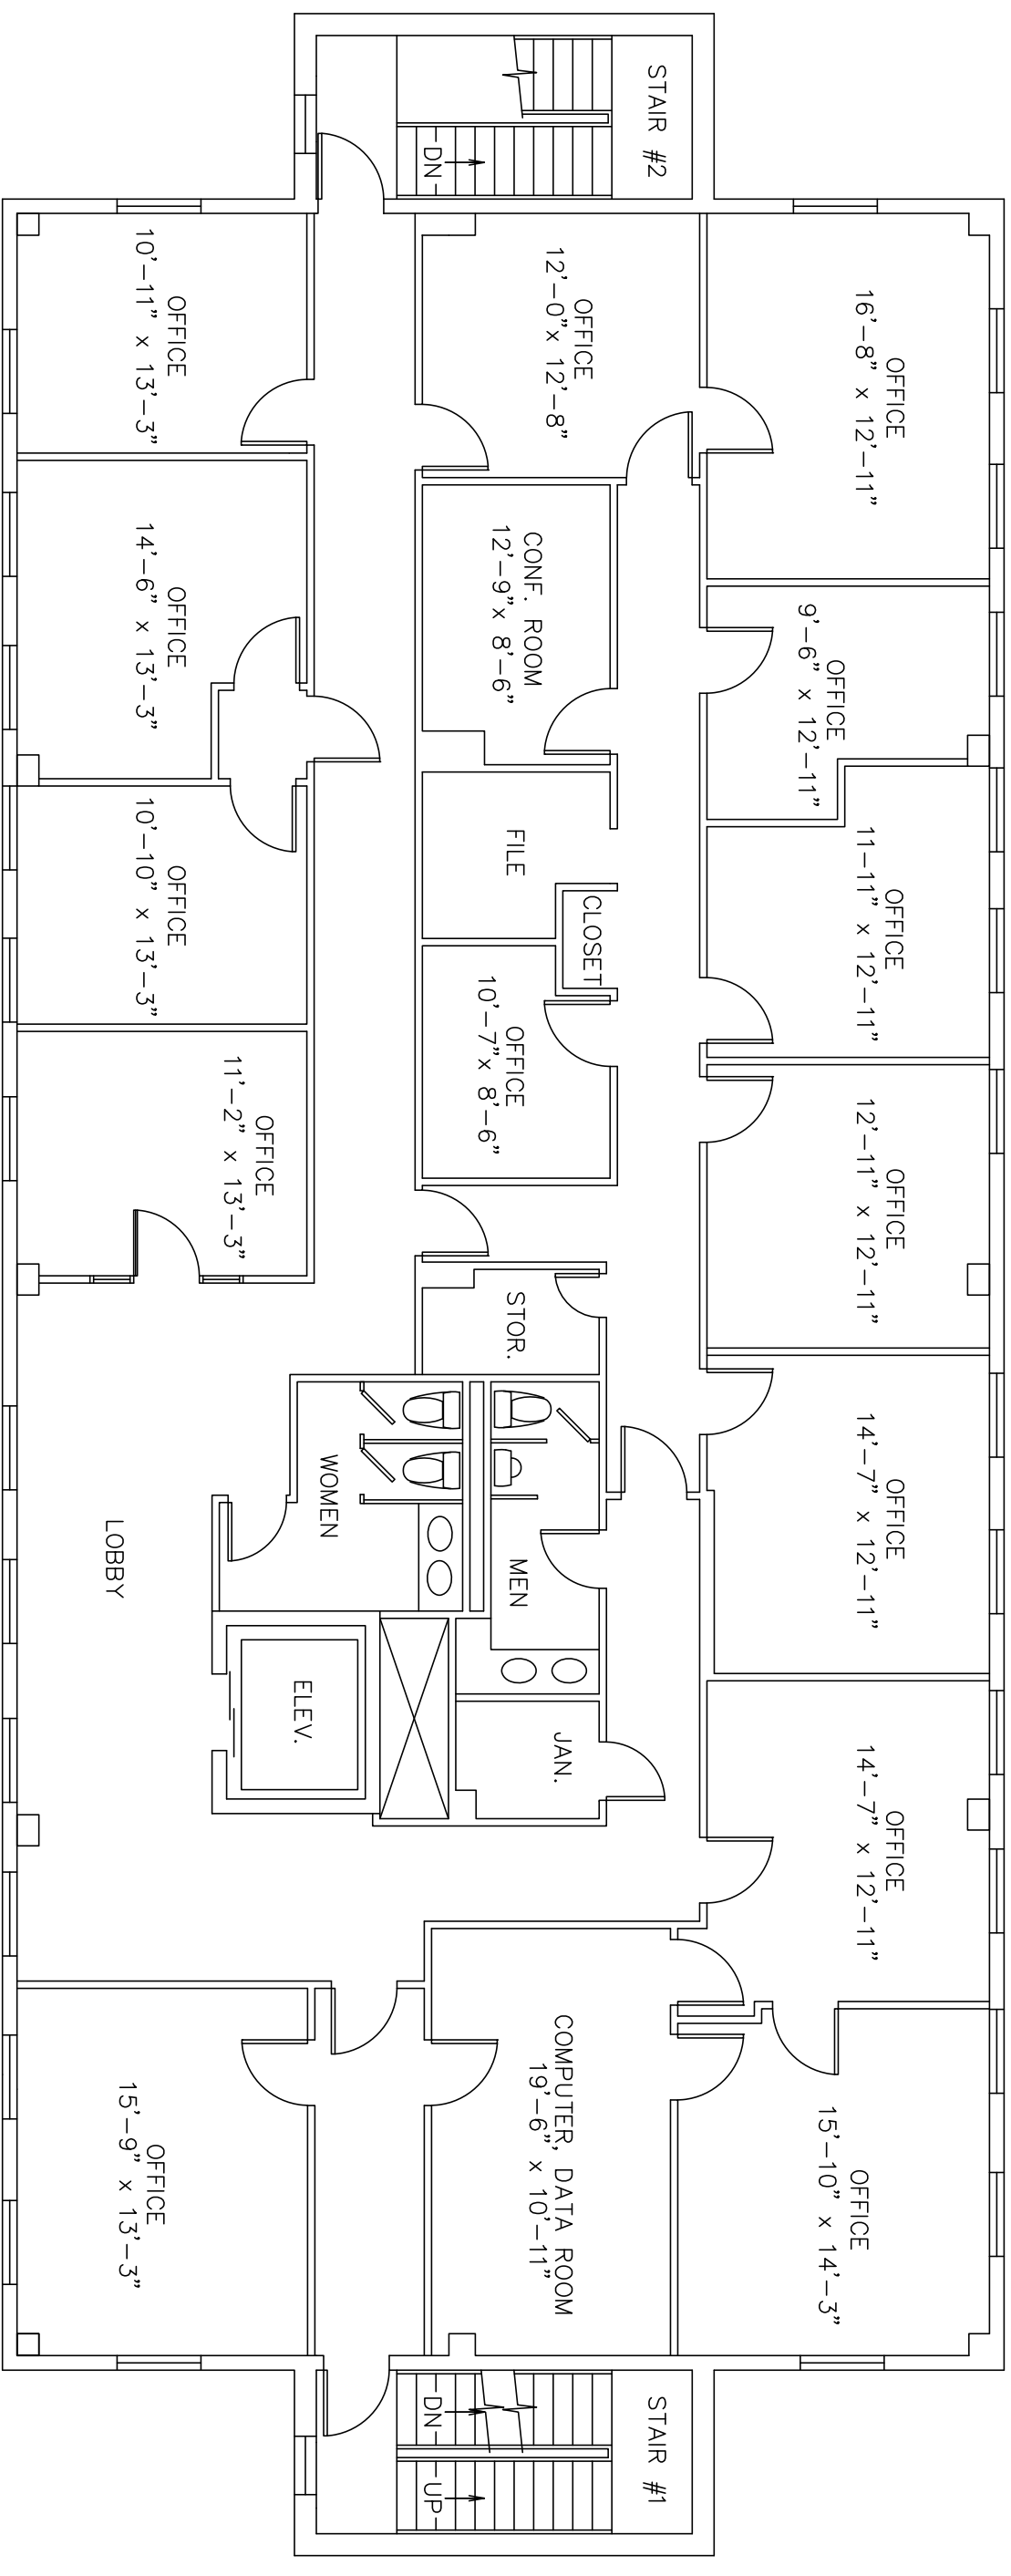 STAIR #2
DN
OFFICE
16'-8" x 12'-11"
OFFICE
9'-6" x 12'-11"
OFFICE
11-11" x 12'-11"
OFFICE
12'-11" x 12'-11"
OFFICE
14'-7" x 12'-11"
OFFICE
14'-7" x 12'-11"
OFFICE
15'-10" x 14'-3"
OFFICE
12'-0"x 12'-8"
CONF. ROOM
12'-9"x 8'-6"
FILE
CLOSET
OFFICE
10'-7"x 8'-6"
STOR.
MEN
WOMEN
JAN.
ELEV.
COMPUTER, DATA ROOM
19'-6" x 10'-11"
OFFICE
10'-11" x 13'-3"
OFFICE
14'-6" x 13'-3"
OFFICE
10'-10" x 13'-3"
OFFICE
11'-2" x 13'-3"
LOBBY
OFFICE
15'-9" x 13'-3"
STAIR #1
DN
UP